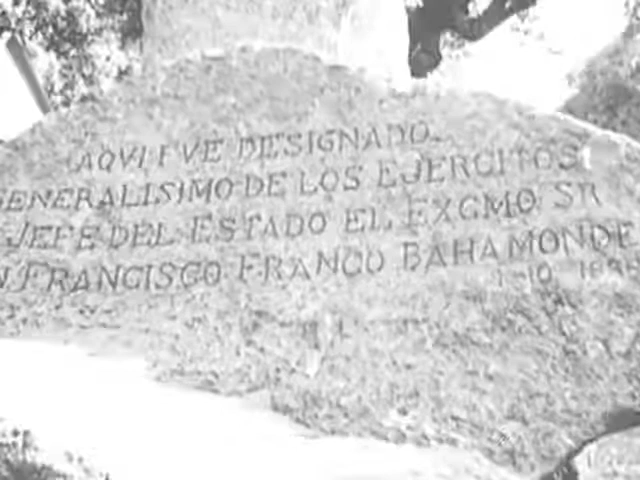 AQVI FVE DESIGNADO
GENERALISIMO DE LOS EJERCITOS
JEFE DEL ESTADO EL EXCMO SR
FRANCISCO FRANCO BAHAMONDE